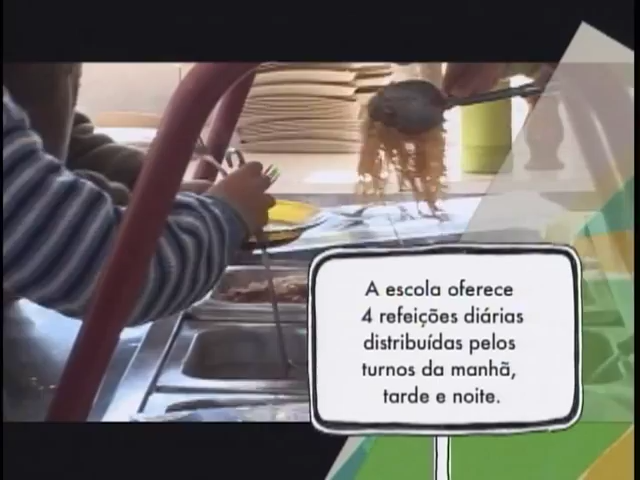 A escola oferece
4 refeições diárias
distribuídas pelos
turnos da manhã,
tarde e noite.